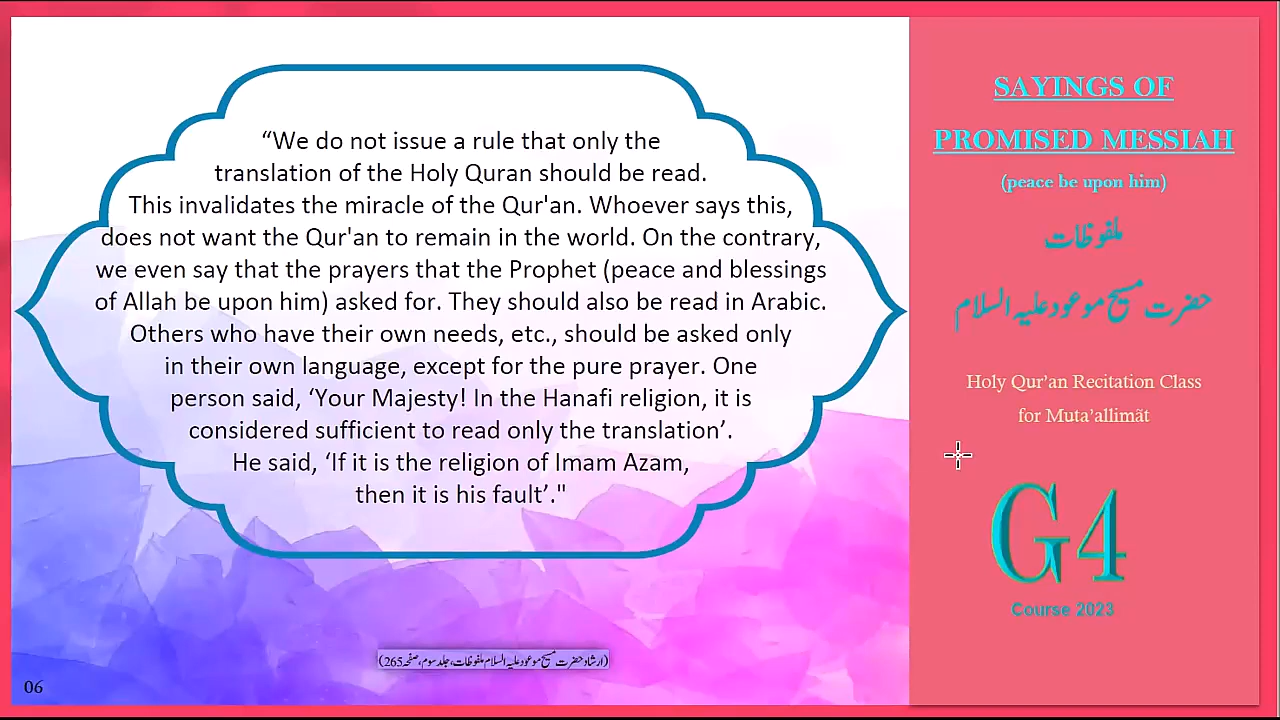 “We do not issue a rule that only the
translation of the Holy Quran should be read.
This invalidates the miracle of the Qur'an. Whoever says this,
does not want the Qur'an to remain in the world. On the contrary,
we even say that the prayers that the Prophet (peace and blessings
of Allah be upon him) asked for. They should also be read in Arabic.
Others who have their own needs, etc., should be asked only
in their own language, except for the pure prayer. One
person said, ‘Your Majesty! In the Hanafi religion, it is
considered sufficient to read only the translation’.
He said, ‘If it is the religion of Imam Azam,
then it is his fault’."
(ارشاد حضرت مسیح موعود علیہ السلام ملفوظات، جلد سوم، صفحہ 265)
06
SAYINGS OF
PROMISED MESSIAH
(peace be upon him)
ملفوظات
حضرت مسیح موعود علیہ السلام
Holy Qur’an Recitation Class
for Muta’allimãt
G4
Course 2023